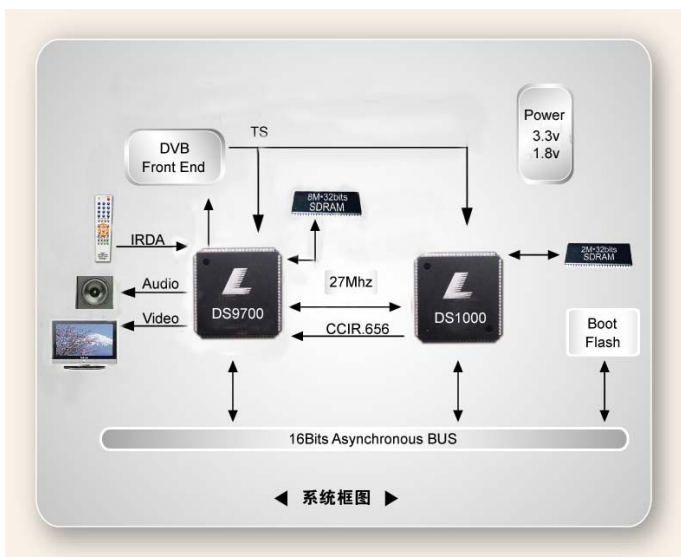 TS
Power
3.3v
1.8v
DVB
Front End
8M*32bits
SDRAM
IRDA
2M*32bits
SDRAM
27Mhz
Audio
DS9700
DS1000
Video
CCIR.656
Boot
Flash
16Bits Asynchronous BUS
◀ 系统框图 ▶